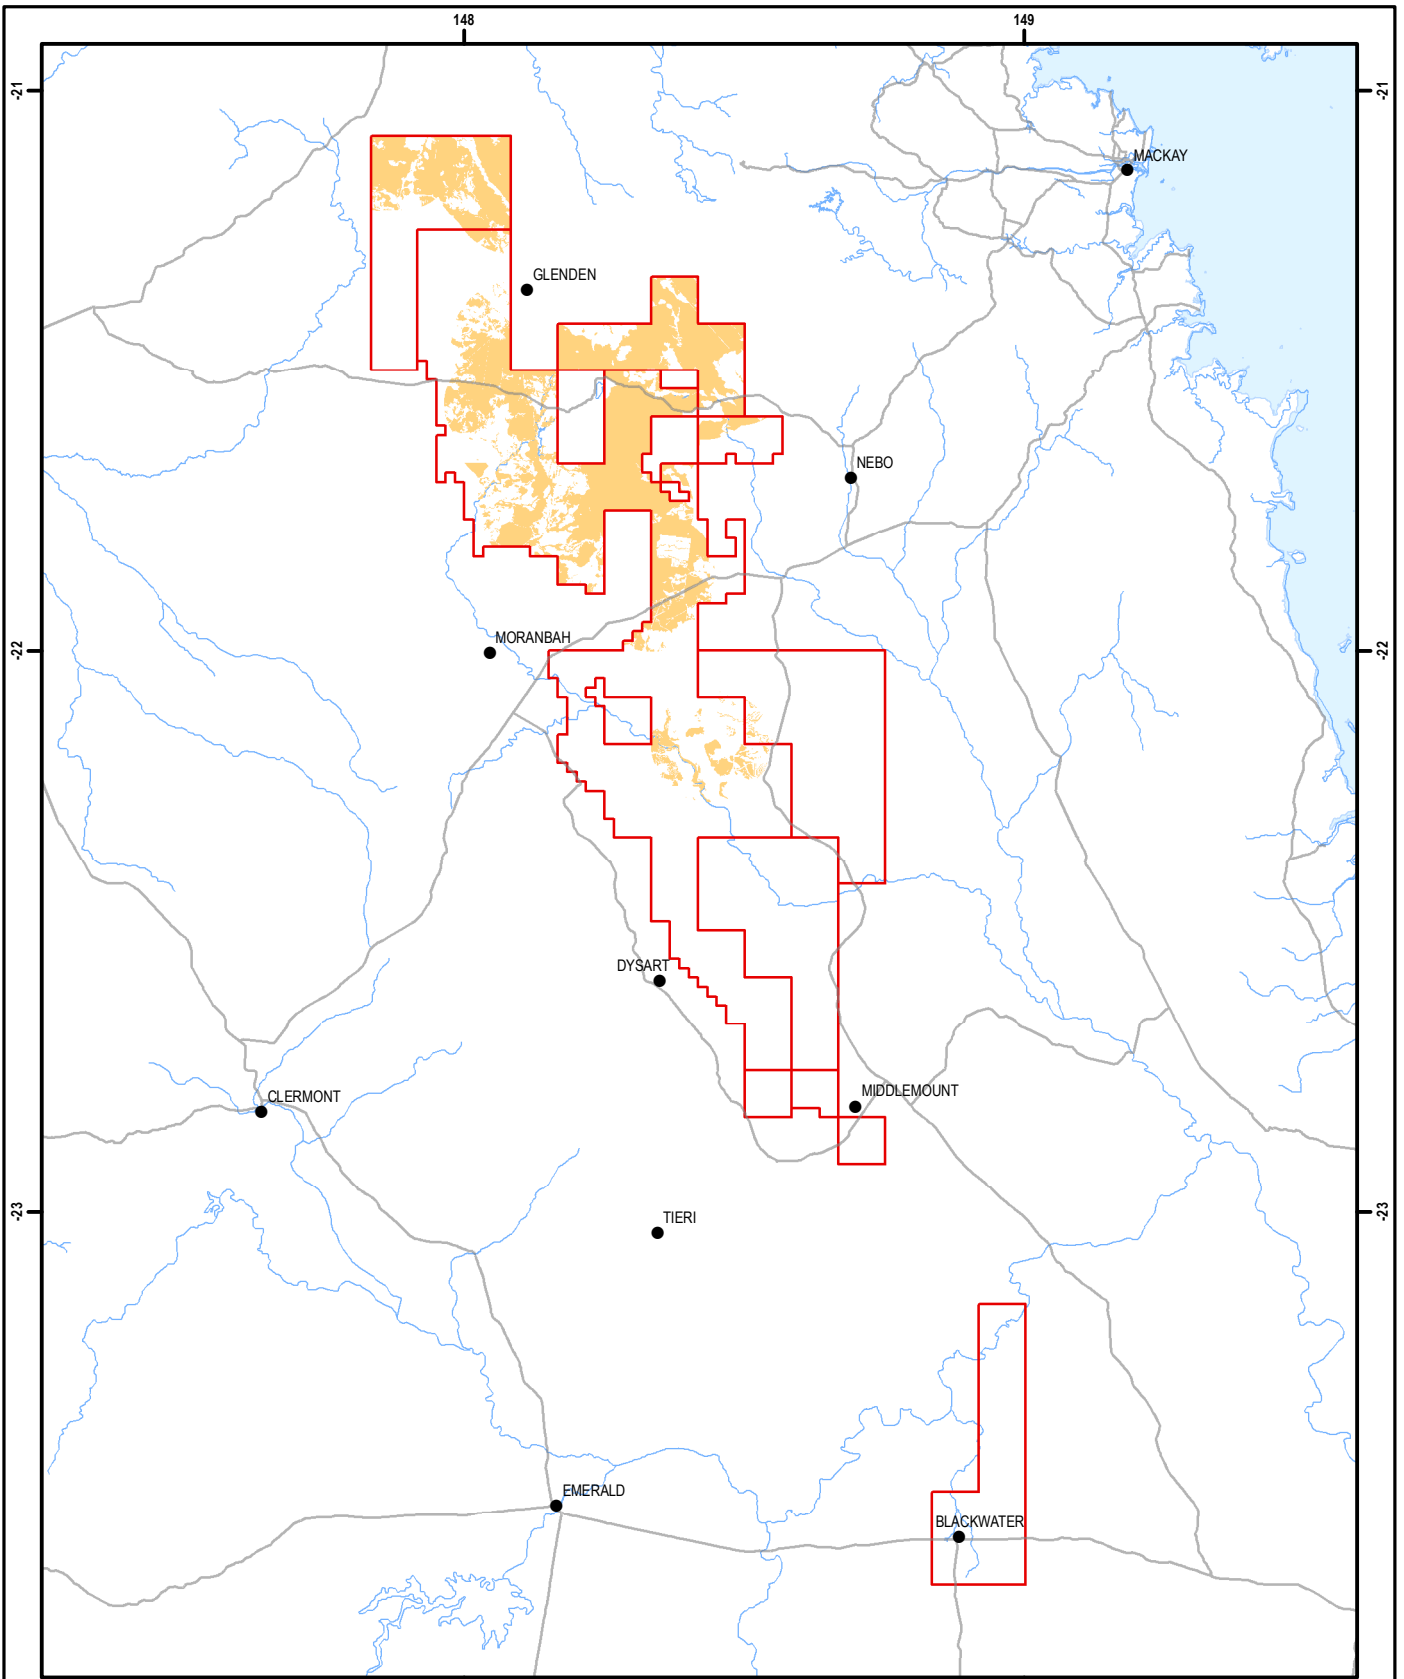 148
149
-21
-21
MACKAY
GLENDEN
NEBO
-22
-22
MORANBAH
DYSART
CLERMONT
MIDDLEMOUNT
-23
-23
TIERI
EMERALD
BLACKWATER